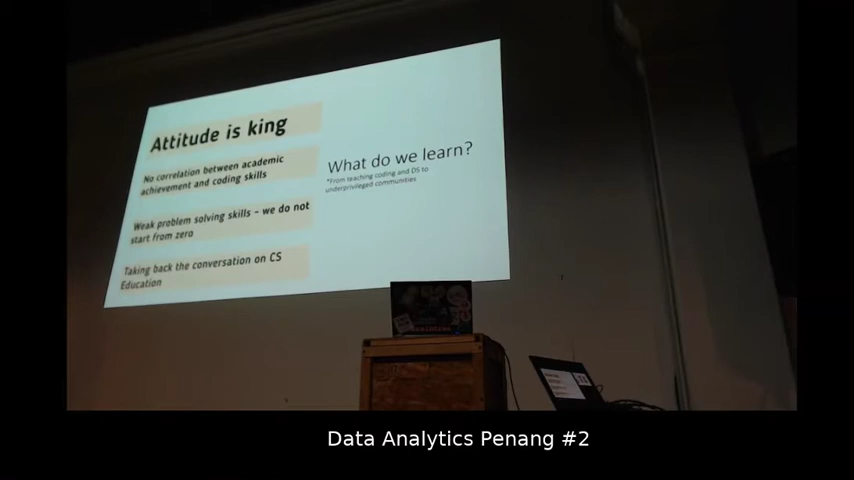 Attitude is king
No correlation between academic
achievement and coding skills
Weak problem solving skills – we do not
start from zero
Taking back the conversation on CS
Education
What do we learn?
*From teaching coding and DS to
underprivileged communities
Data Analytics Penang #2